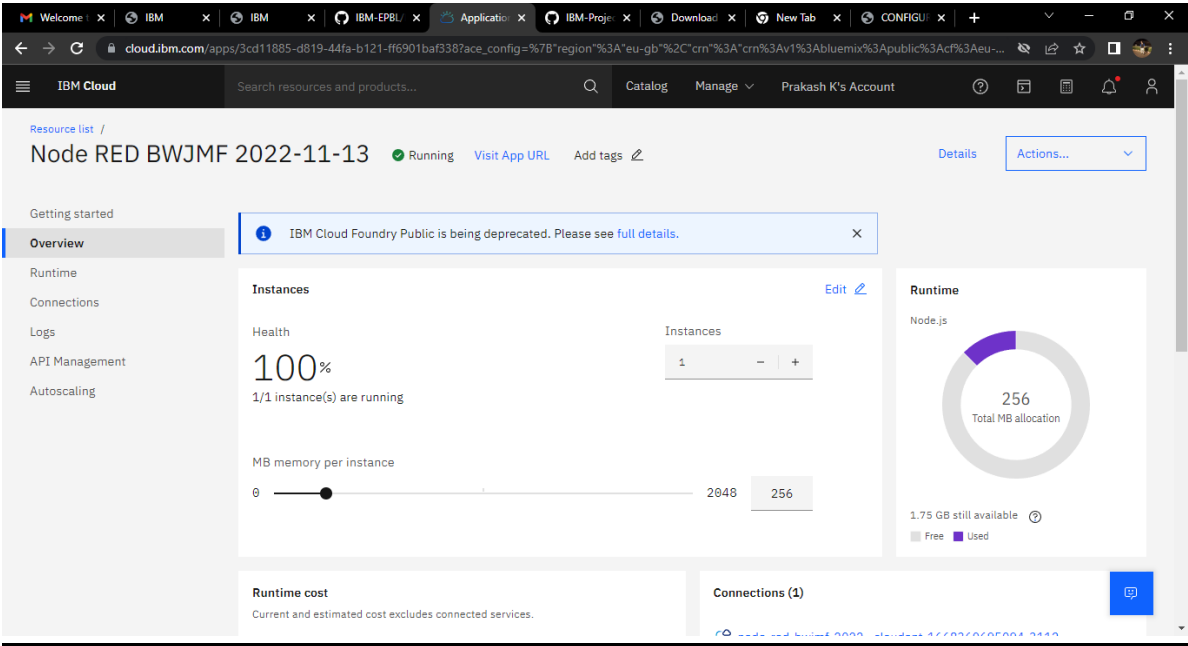 Welcome t
IBM
IBM
IBM-EPBL/
Application
IBM-Projec
Download
New Tab
CONFIGUR
cloud.ibm.com/apps/3cd11885-d819-44fa-b121-ff6901baf338?ace_config=%7B"region"%3A"eu-gb"%2C"crn"%3A"crn%3Av1%3Abluemix%3Apublic%3Acf%3Aeu-...
IBM Cloud
Search resources and products...
Catalog
Manage
Prakash K's Account
Resource list /
Node RED BWJMF 2022-11-13
Running
Visit App URL
Add tags
Details
Actions...
Getting started
Overview
Runtime
Connections
Logs
API Management
Autoscaling
IBM Cloud Foundry Public is being deprecated. Please see full details.
Instances
Edit
Health
100%
1/1 instance(s) are running
Instances
1 - +
MB memory per instance
0
2048
256
Runtime
Node.js
256
Total MB allocation
1.75 GB still available
Free
Used
Runtime cost
Current and estimated cost excludes connected services.
Connections (1)